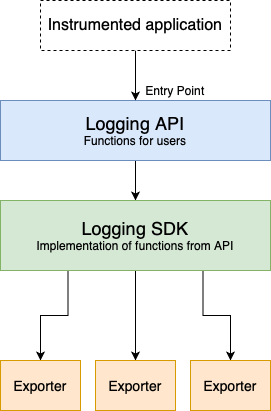 Instrumented application
Entry Point
Logging API
Functions for users
Logging SDK
Implementation of functions from API
Exporter
Exporter
Exporter